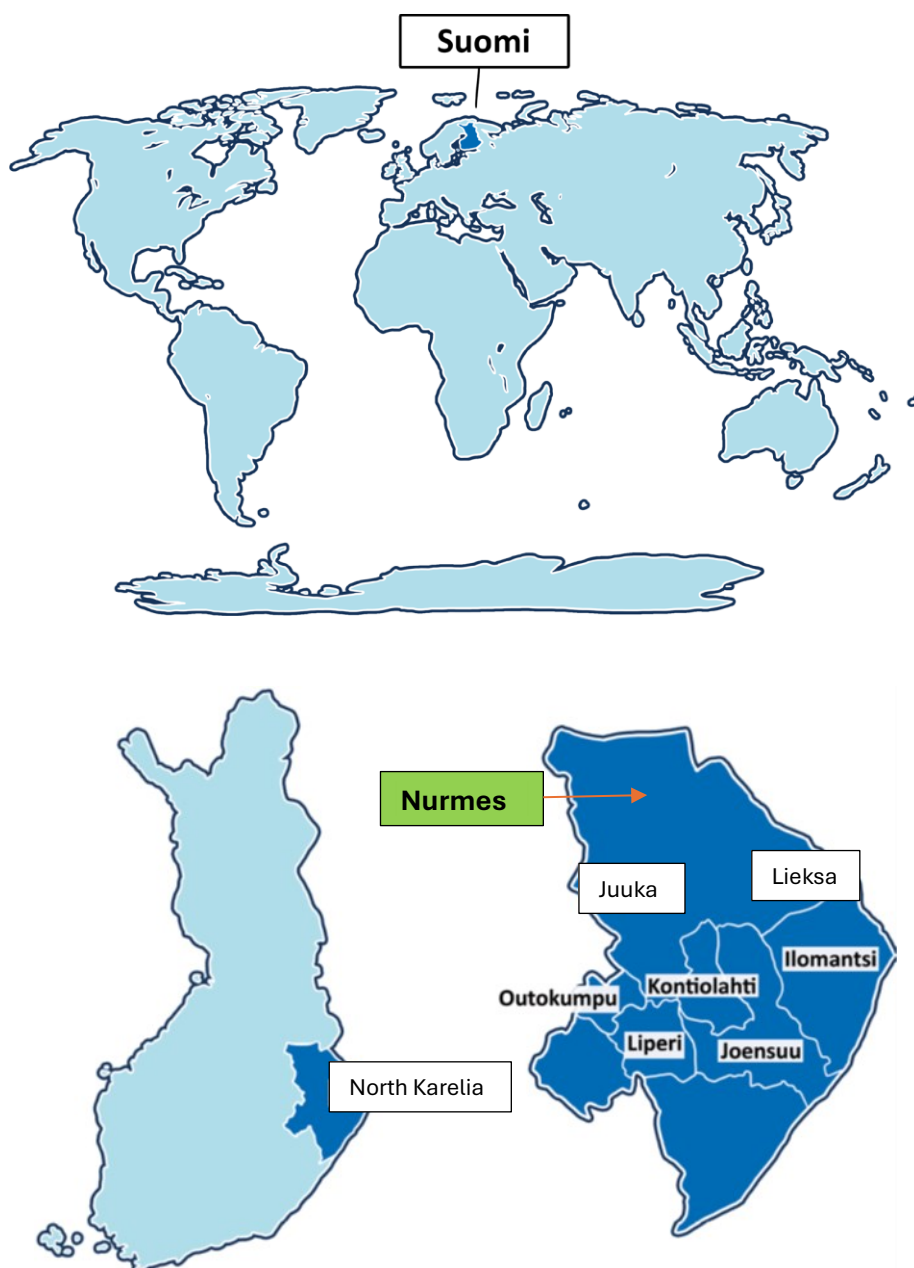 Suomi
Nurmes
Juuka
Lieksa
Ilomantsi
Outokumpu
Kontiolahti
Liperi
Joensuu
North Karelia